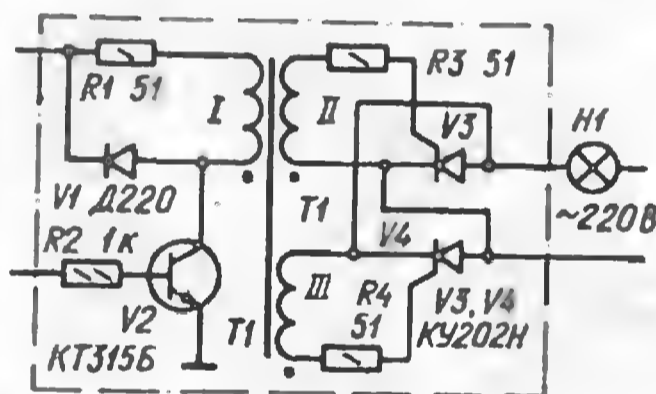 R1 51
I
II
R3 51
V3
H1
V1 Д220
T1
~220В
R2 1к
V4
III
R4
51
V3, V4
КУ202Н
V2
T1
КТ315Б